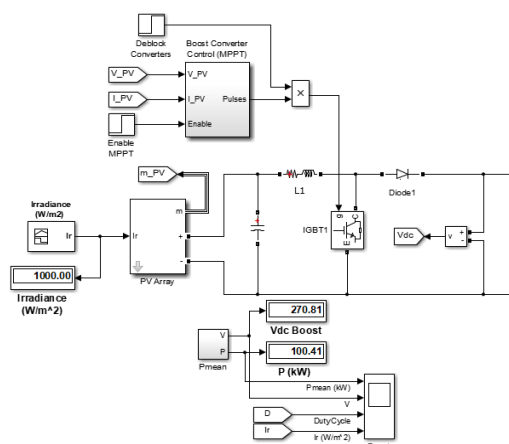 Deblock
Converters
Boost Converter
Control (MPPT)
V_PV
V_PV
I_PV
I_PV
Pulses
×
Enable
Enable
MPPT
m_PV
L1
Diode1
g
C
E
IGBT1
Vdc
v
+
-
Irradiance
(W/m2)
Ir
Ir
m
+
-
PV Array
1000.00
Irradiance
(W/m^2)
270.81
Vdc Boost
V
P
Pmean
100.41
P (kW)
Pmean (kW)
V
D
DutyCycle
Ir
Ir (W/m^2)